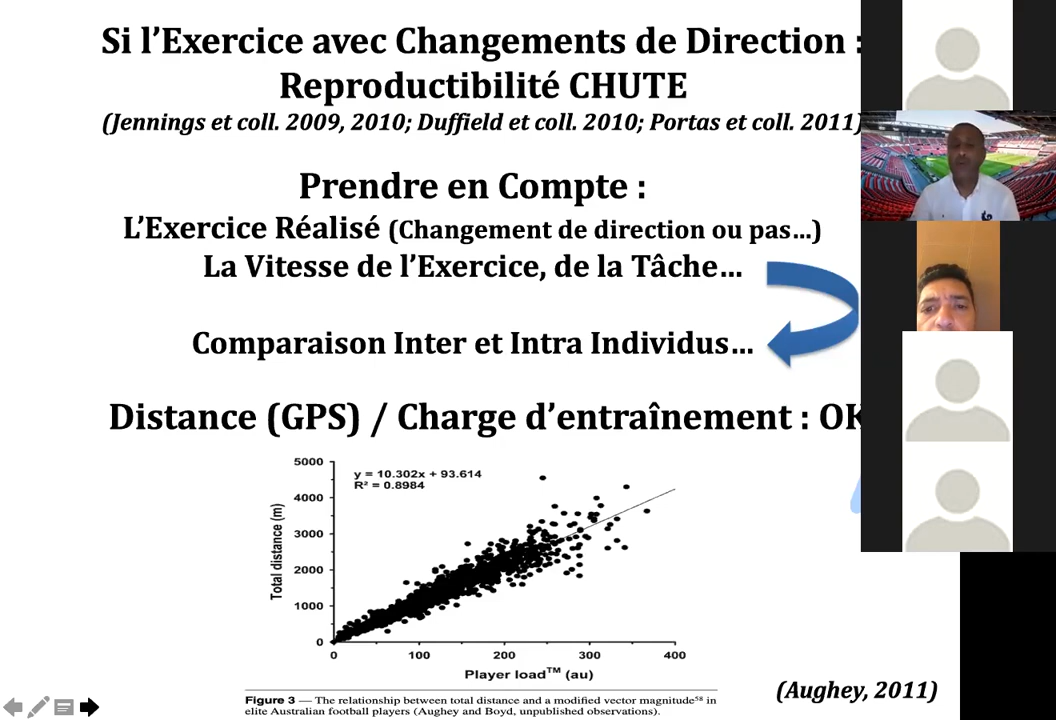 Si l’Exercice avec Changements de Direction :
Reproductibilité CHUTE
(Jennings et coll. 2009, 2010; Duffield et coll. 2010; Portas et coll. 2011)
Prendre en Compte :
L’Exercice Réalisé (Changement de direction ou pas…)
La Vitesse de l’Exercice, de la Tâche…
Comparaison Inter et Intra Individus…
Distance (GPS) / Charge d’entraînement : OK
y = 10.302x + 93.614
R² = 0.8984
5000
4000
3000
2000
1000
0
Total distance (m)
0 100 200 300 400
Player load™ (au)
Figure 3 — The relationship between total distance and a modified vector magnitude⁵⁸ in
elite Australian football players (Aughey and Boyd, unpublished observations).
(Aughey, 2011)